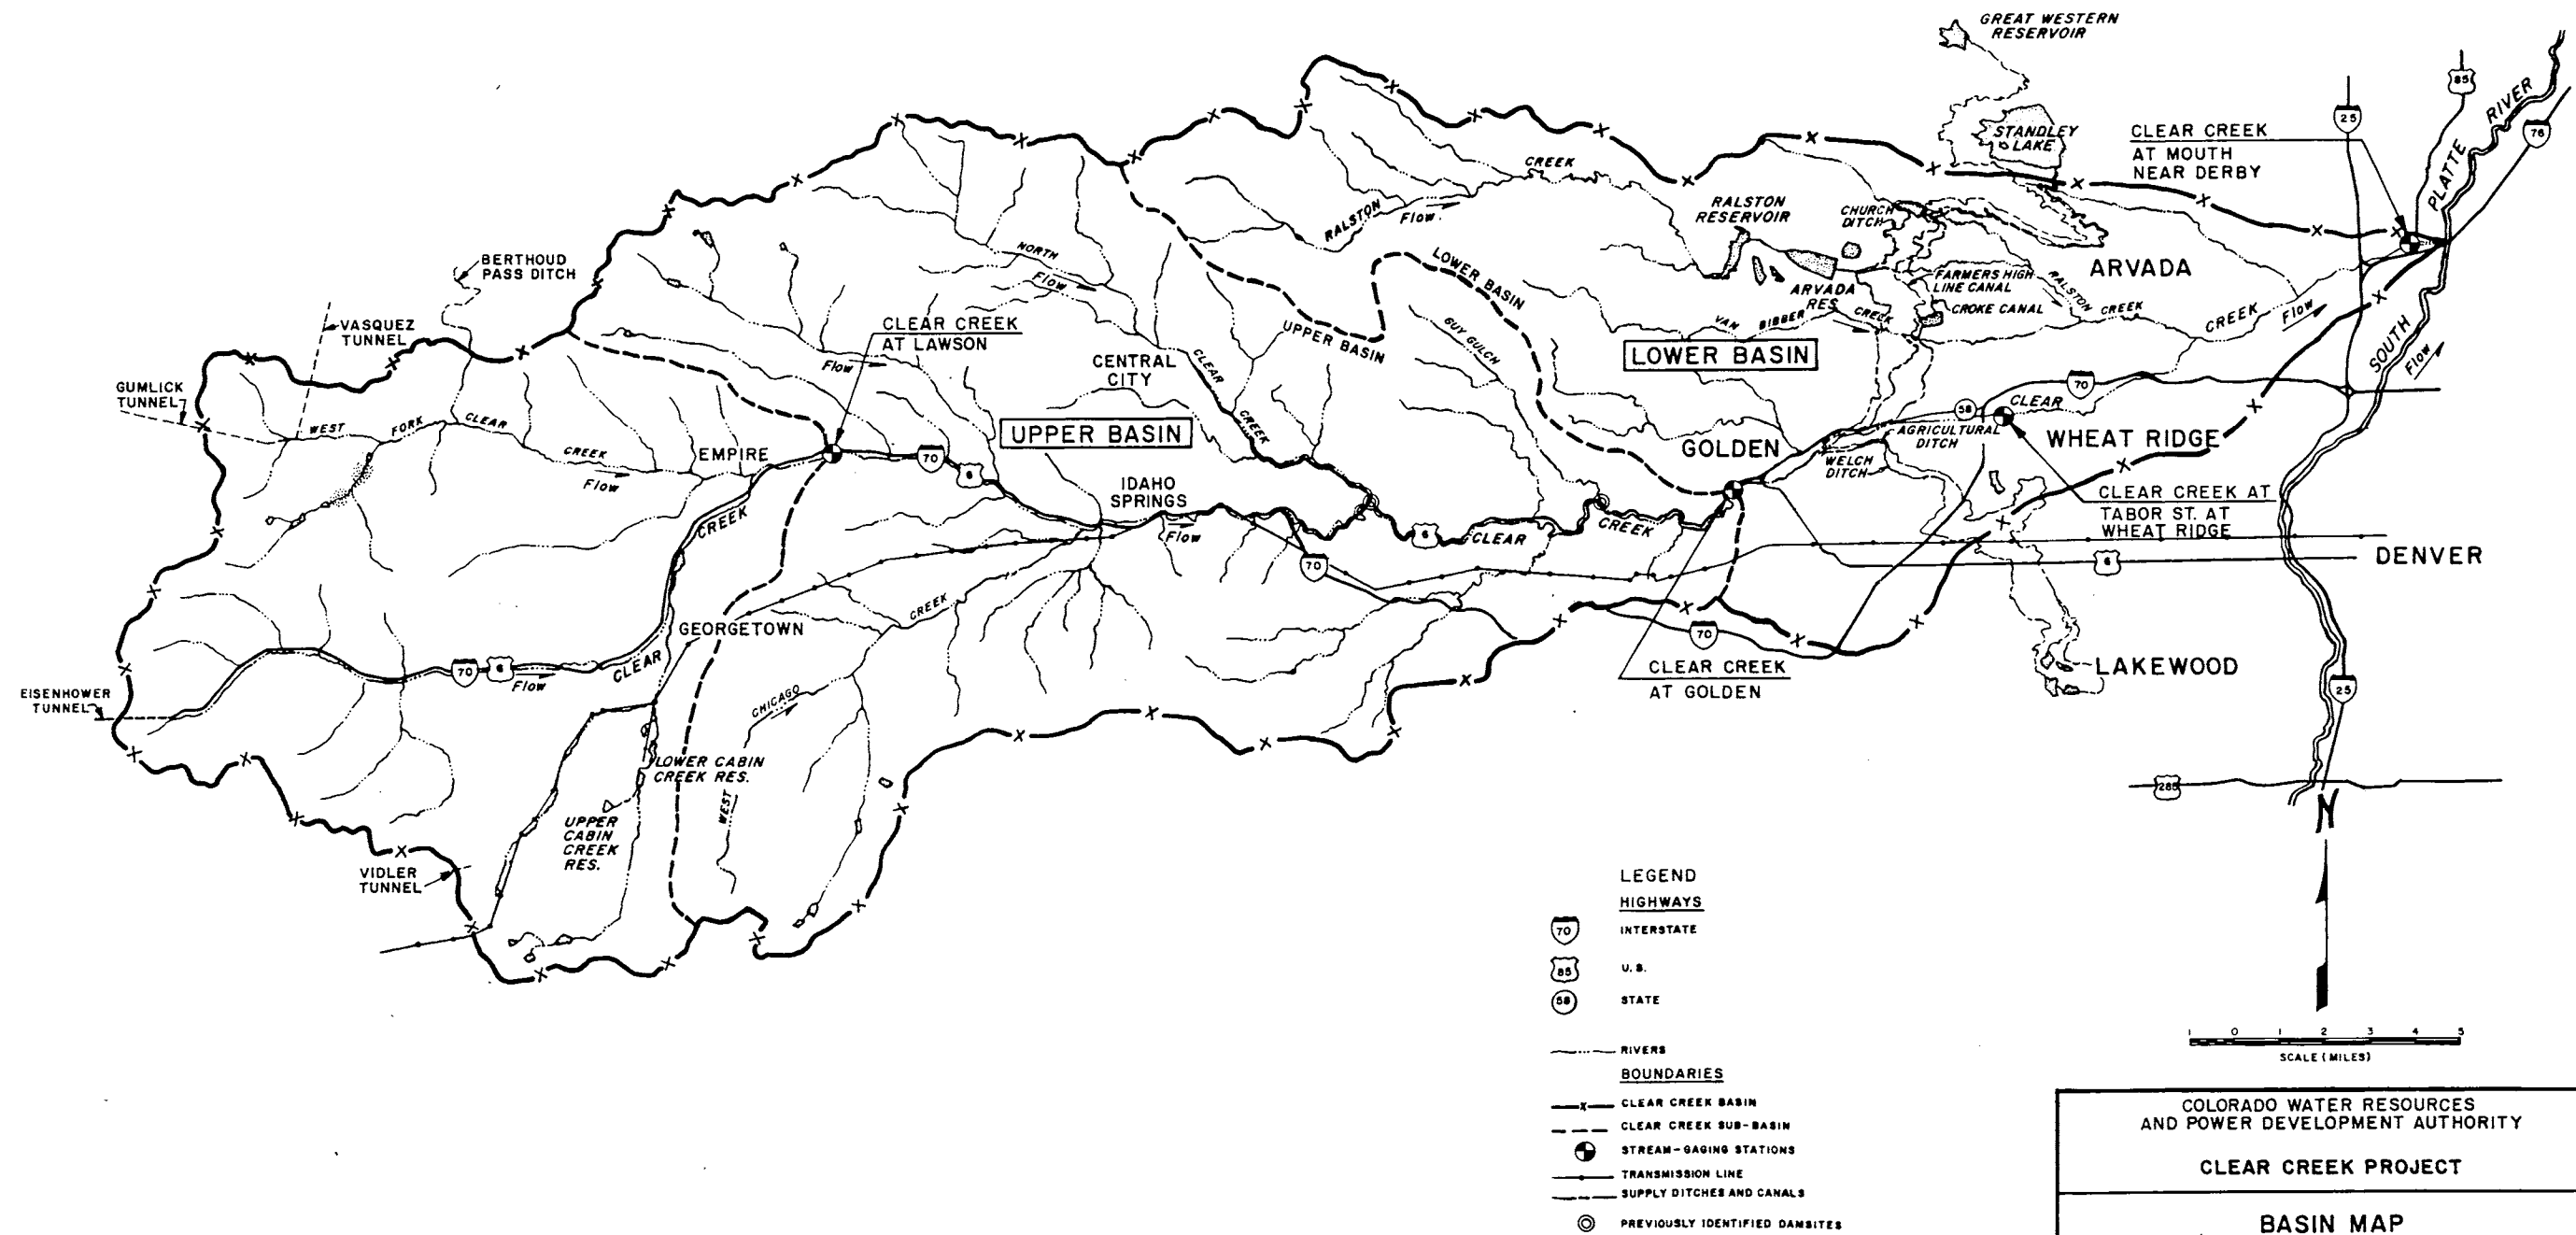 GREAT WESTERN
RESERVOIR
STANDLEY
LAKE
CLEAR CREEK
AT MOUTH
NEAR DERBY
25
85
76
PLATTE RIVER
SOUTH
Flow
RALSTON
RESERVOIR
CHURCH
DITCH
CREEK
RALSTON
Flow
ARVADA
ARVADA
RES.
FARMERS HIGH
LINE CANAL
CROKE CANAL
RALSTON
CREEK
CREEK
Flow
VAN BIBBER CREEK
LOWER BASIN
UPPER BASIN
GUY GULCH
LOWER BASIN
BERTHOUD
PASS DITCH
VASQUEZ
TUNNEL
GUMLICK
TUNNEL
NORTH
Flow
CLEAR
CREEK
CLEAR CREEK
AT LAWSON
Flow
CENTRAL
CITY
UPPER BASIN
WEST FORK CLEAR
CREEK
Flow
EMPIRE
70
6
IDAHO
SPRINGS
Flow
GOLDEN
58
70
CLEAR
AGRICULTURAL
DITCH
WELCH
DITCH
WHEAT RIDGE
CLEAR CREEK AT
TABOR ST. AT
WHEAT RIDGE
DENVER
6
CREEK
CLEAR
6
CLEAR
CREEK
70
70
CLEAR CREEK
AT GOLDEN
LAKEWOOD
25
285
GEORGETOWN
CREEK
CHICAGO
WEST
EISENHOWER
TUNNEL
70
6
Flow
LOWER CABIN
CREEK RES.
UPPER
CABIN
CREEK
RES.
VIDLER
TUNNEL
N
LEGEND
HIGHWAYS
70 INTERSTATE
85 U.S.
58 STATE
RIVERS
BOUNDARIES
CLEAR CREEK BASIN
CLEAR CREEK SUB-BASIN
STREAM-GAGING STATIONS
TRANSMISSION LINE
SUPPLY DITCHES AND CANALS
PREVIOUSLY IDENTIFIED DAMSITES
1 0 1 2 3 4 5
SCALE (MILES)
COLORADO WATER RESOURCES
AND POWER DEVELOPMENT AUTHORITY
CLEAR CREEK PROJECT
BASIN MAP